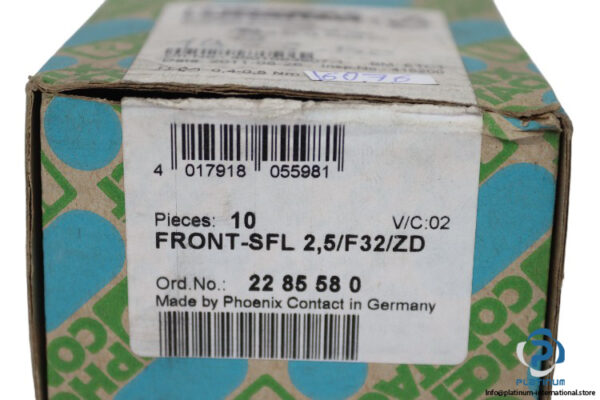 16070
4 017918 055981
Pieces: 10 V/C:02
FRONT-SFL 2,5/F32/ZD
Ord.No.: 22 85 58 0
Made by Phoenix Contact in Germany
PLATINUM
Info@platinum-international.store